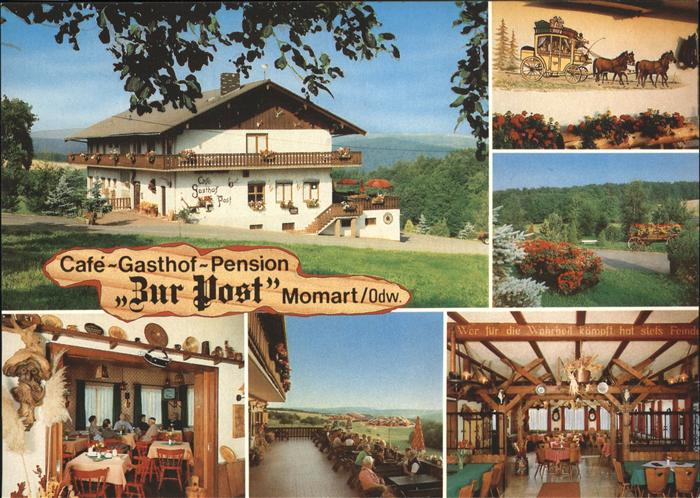 Café
Gasthof
Post
Café-Gasthof-Pension
„Zur Post" Momart/Odw.
Wer für die Wahrheit kämpft hat stets Feinde